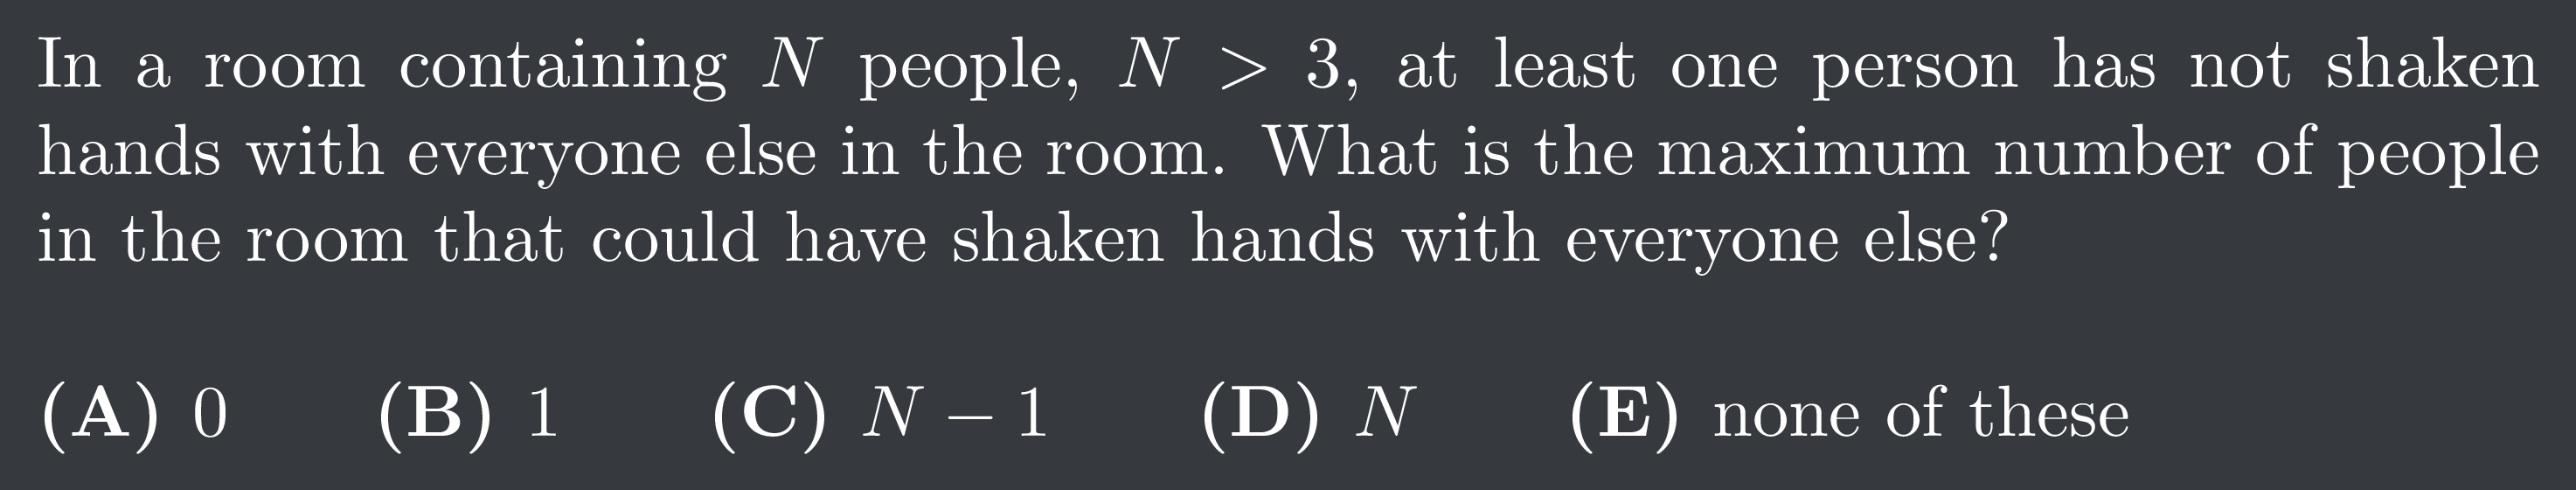 In a room containing N people, N > 3, at least one person has not shaken
hands with everyone else in the room. What is the maximum number of people
in the room that could have shaken hands with everyone else?
(A) 0 (B) 1 (C) N − 1 (D) N (E) none of these